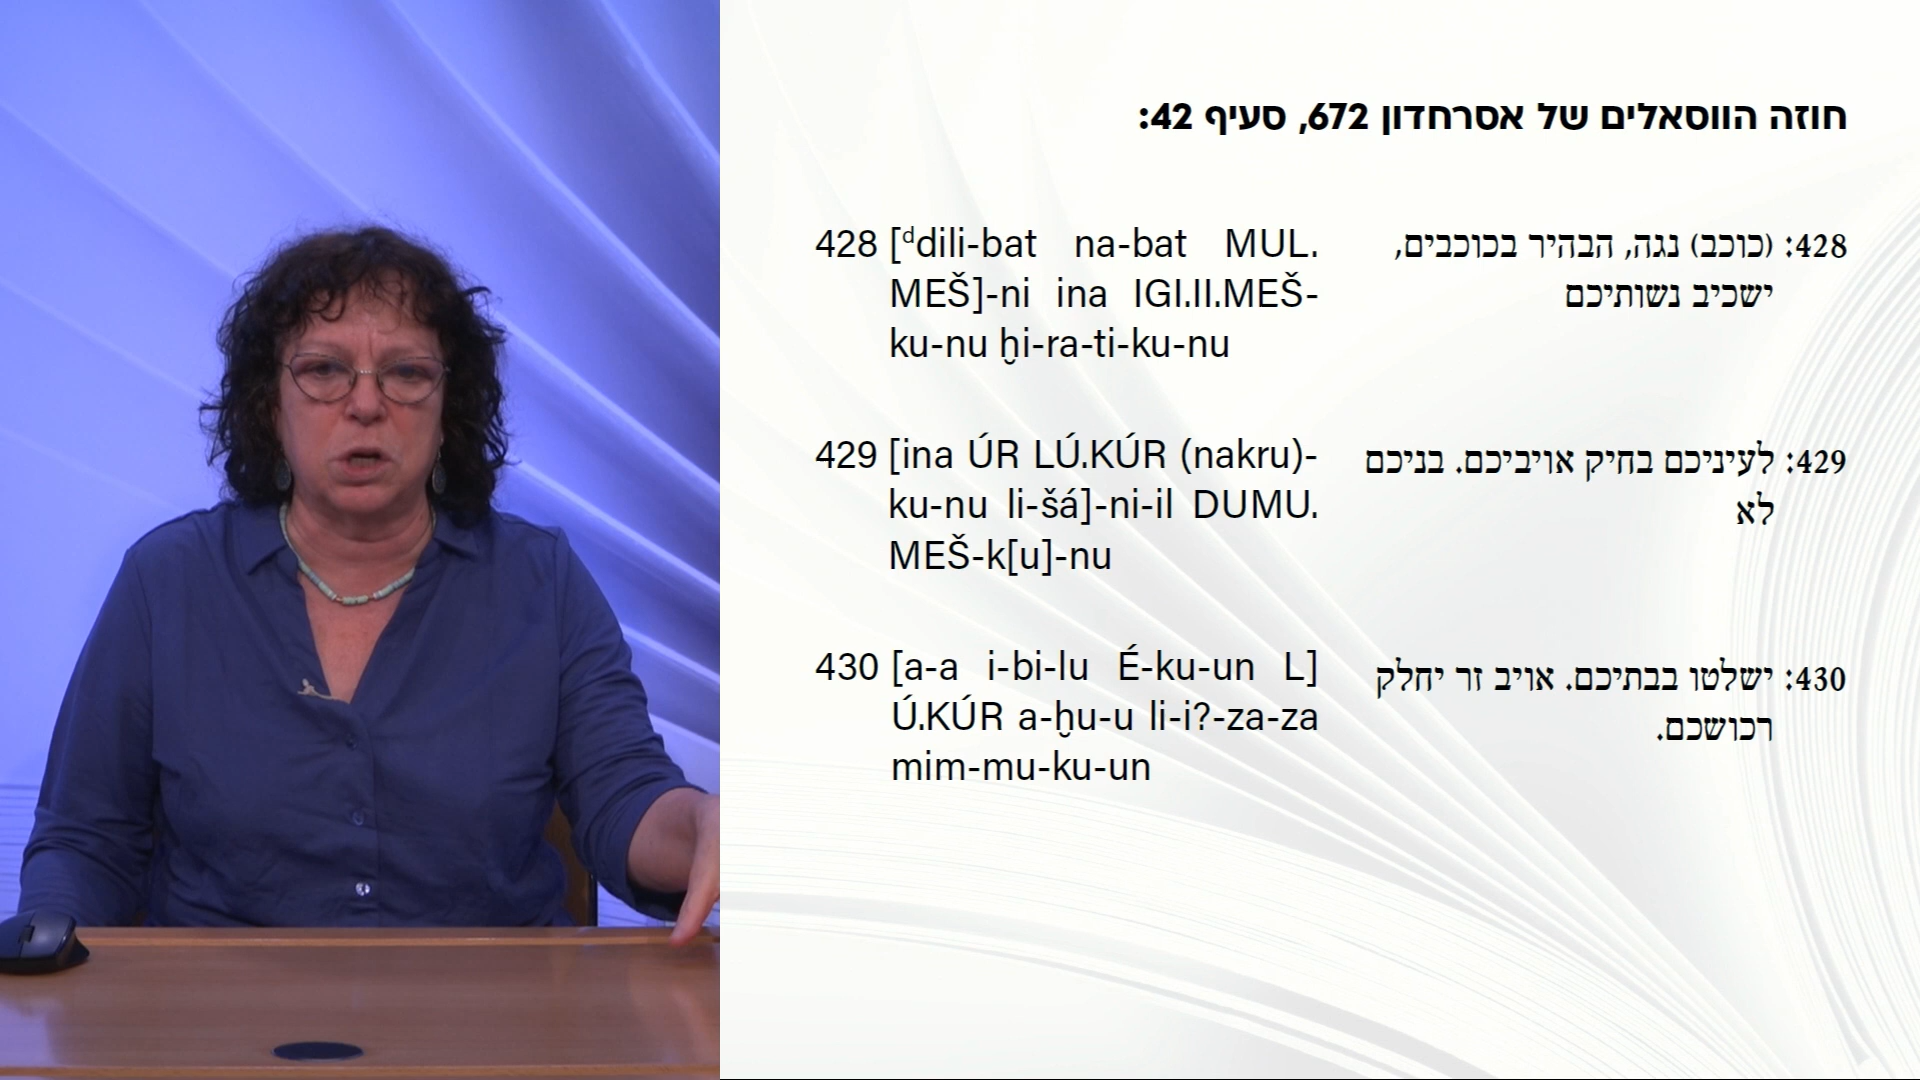 חוזה הווסאלים של אסרחדון 672, סעיף 42:
428: (כוכב) נגה, הבהיר בכוכבים,
ישכיב נשותיכם
429: לעיניכם בחיק אויביכם. בניכם
לא
430: ישלטו בבתיכם. אויב זר יחלק
רכושכם.
428 [ᵈdili-bat na-bat MUL.
MEŠ]-ni ina IGI.II.MEŠ-
ku-nu ḫi-ra-ti-ku-nu
429 [ina ÚR LÚ.KÚR (nakru)-
ku-nu li-šá]-ni-il DUMU.
MEŠ-k[u]-nu
430 [a-a i-bi-lu É-ku-un L]
Ú.KÚR a-ḫu-u li-i?-za-za
mim-mu-ku-un